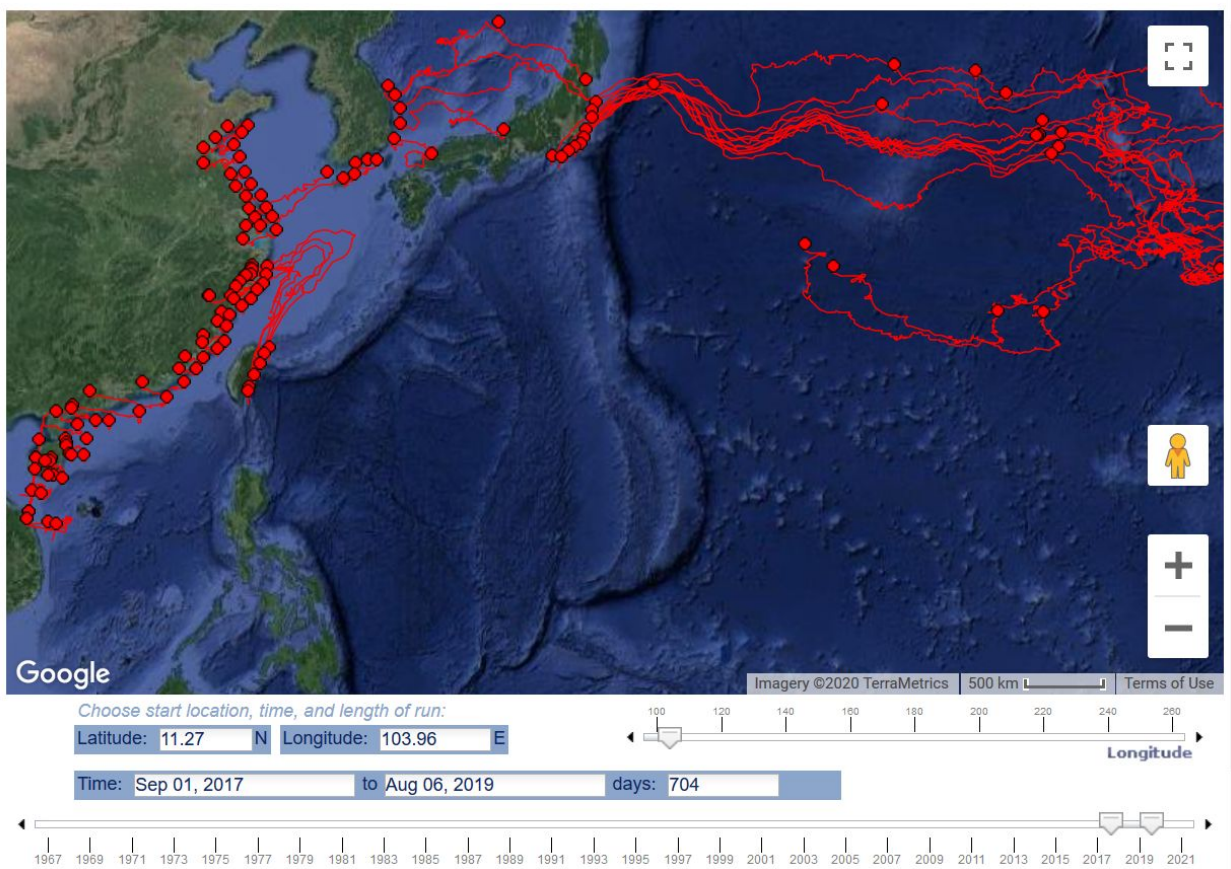 Google
Imagery ©2020 TerraMetrics 500 km Terms of Use
Choose start location, time, and length of run:
Latitude: 11.27 N Longitude: 103.96 E
100 120 140 160 180 200 220 240 260
Longitude
Time: Sep 01, 2017 to Aug 06, 2019 days: 704
1967 1969 1971 1973 1975 1977 1979 1981 1983 1985 1987 1989 1991 1993 1995 1997 1999 2001 2003 2005 2007 2009 2011 2013 2015 2017 2019 2021